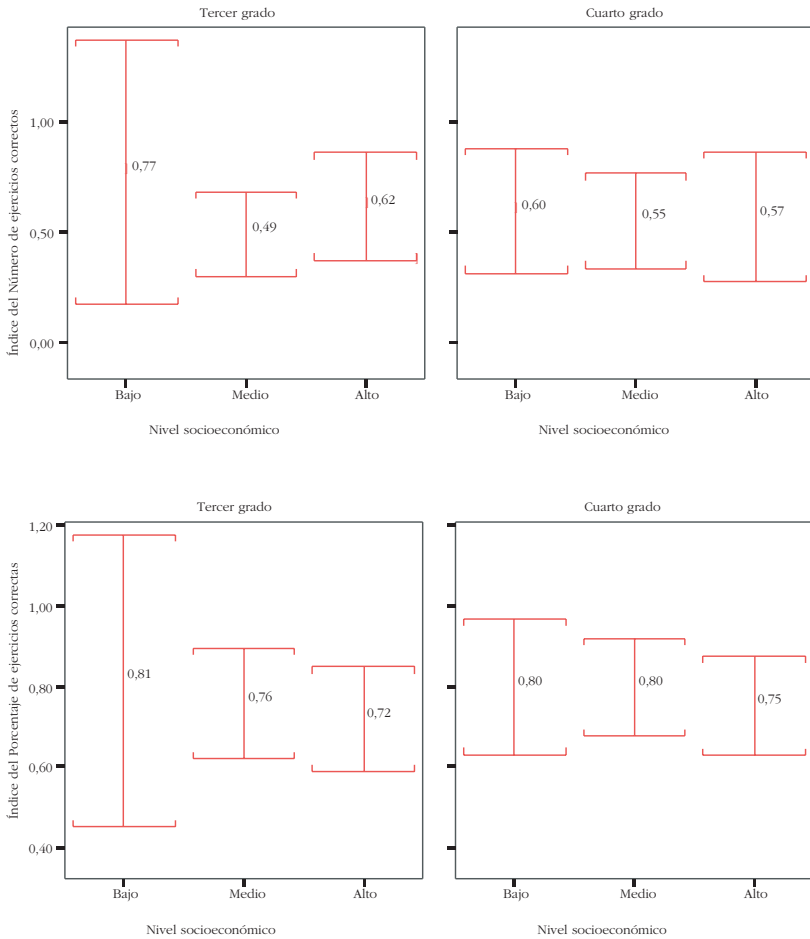 Tercer grado
Cuarto grado
Índice del Número de ejercicios correctos
1,00
0,50
0,00
0,77
0,49
0,62
0,60
0,55
0,57
Bajo
Medio
Alto
Bajo
Medio
Alto
Nivel socioeconómico
Nivel socioeconómico
Tercer grado
Cuarto grado
Índice del Porcentaje de ejercicios correctas
1,20
1,00
0,80
0,60
0,40
0,81
0,76
0,72
0,80
0,80
0,75
Bajo
Medio
Alto
Bajo
Medio
Alto
Nivel socioeconómico
Nivel socioeconómico